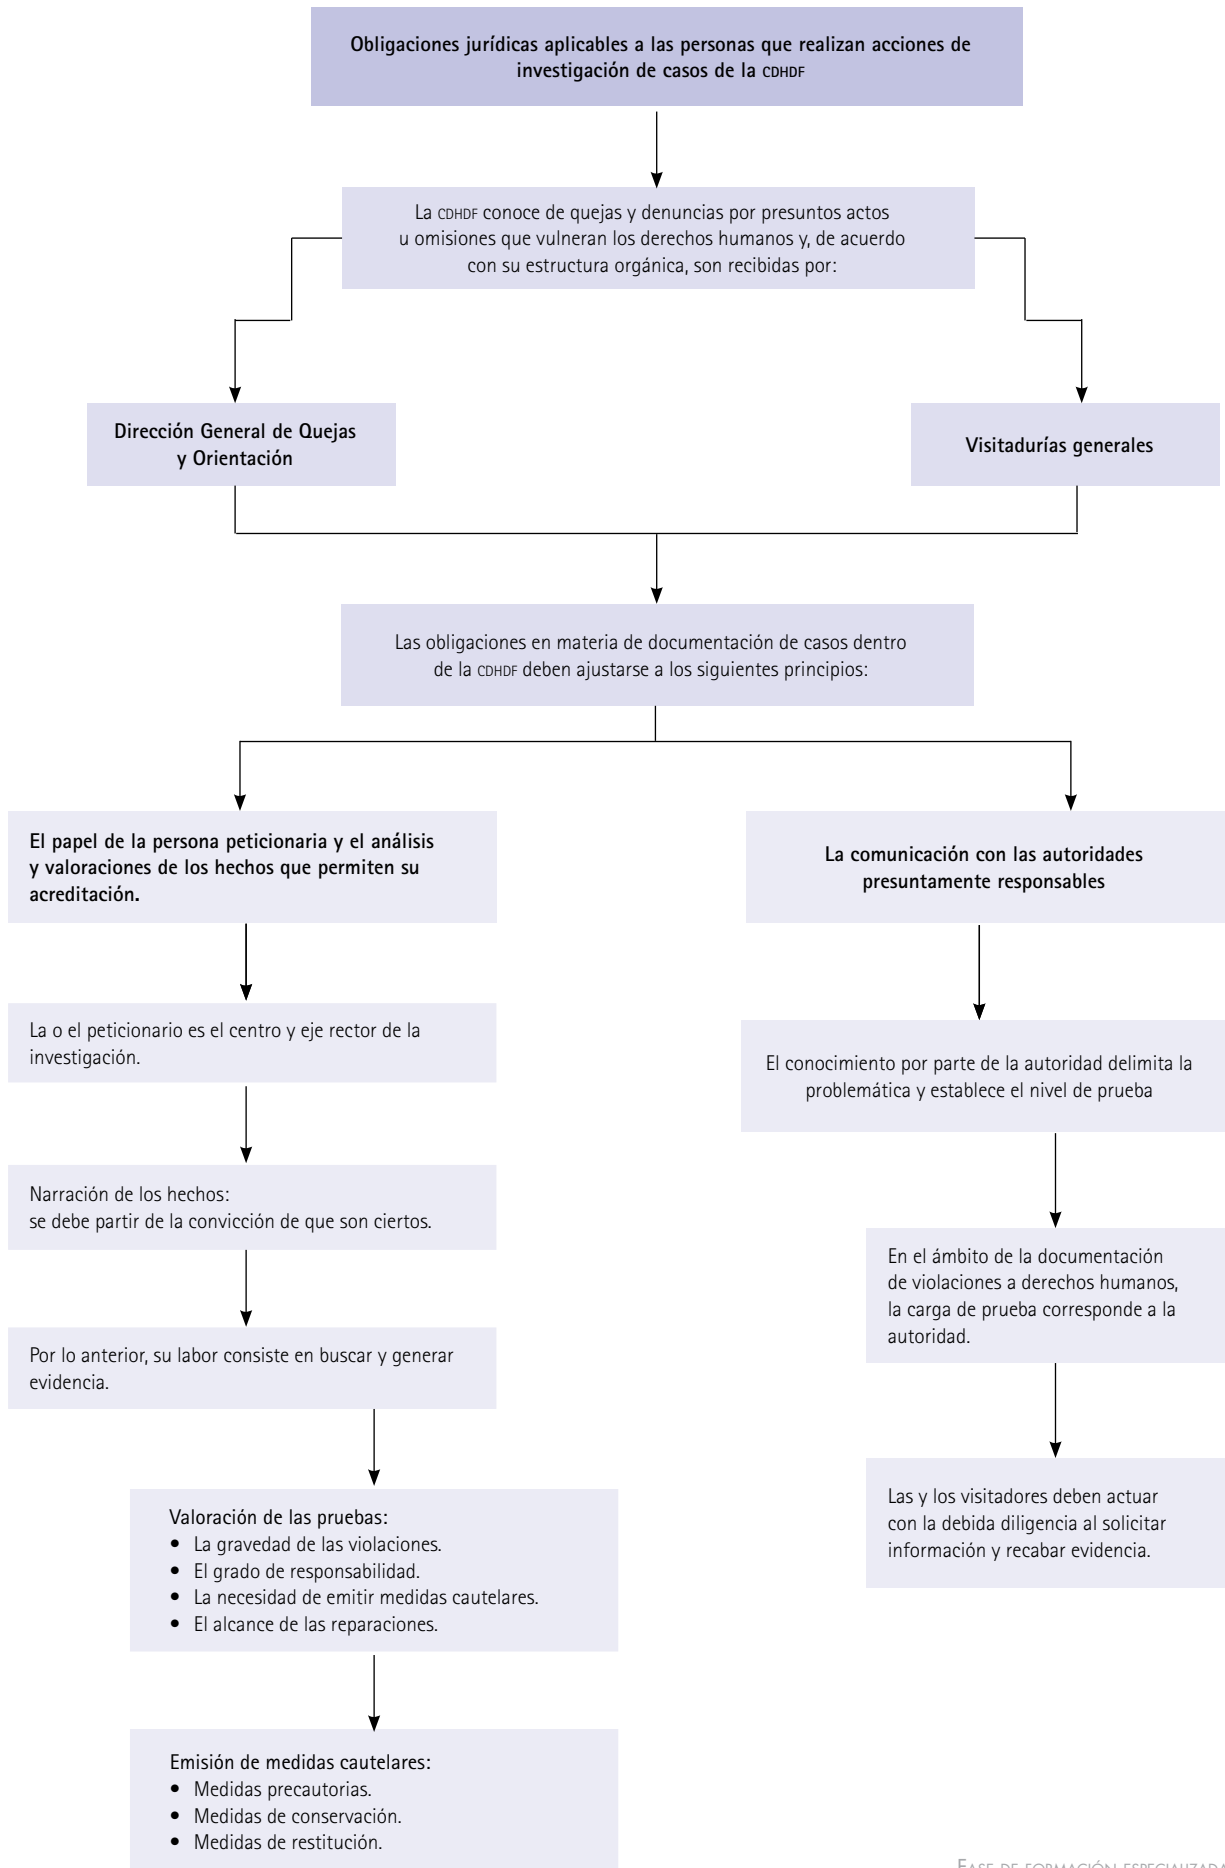 Obligaciones jurídicas aplicables a las personas que realizan acciones de
investigación de casos de la CDHDF
La CDHDF conoce de quejas y denuncias por presuntos actos
u omisiones que vulneran los derechos humanos y, de acuerdo
con su estructura orgánica, son recibidas por:
Dirección General de Quejas
y Orientación
Visitadurías generales
Las obligaciones en materia de documentación de casos dentro
de la CDHDF deben ajustarse a los siguientes principios:
El papel de la persona peticionaria y el análisis
y valoraciones de los hechos que permiten su
acreditación.
La o el peticionario es el centro y eje rector de la
investigación.
Narración de los hechos:
se debe partir de la convicción de que son ciertos.
Por lo anterior, su labor consiste en buscar y generar
evidencia.
Valoración de las pruebas:
• La gravedad de las violaciones.
• El grado de responsabilidad.
• La necesidad de emitir medidas cautelares.
• El alcance de las reparaciones.
Emisión de medidas cautelares:
• Medidas precautorias.
• Medidas de conservación.
• Medidas de restitución.
La comunicación con las autoridades
presuntamente responsables
El conocimiento por parte de la autoridad delimita la
problemática y establece el nivel de prueba
En el ámbito de la documentación
de violaciones a derechos humanos,
la carga de prueba corresponde a la
autoridad.
Las y los visitadores deben actuar
con la debida diligencia al solicitar
información y recabar evidencia.
FASE DE FORMACIÓN ESPECIALIZADA